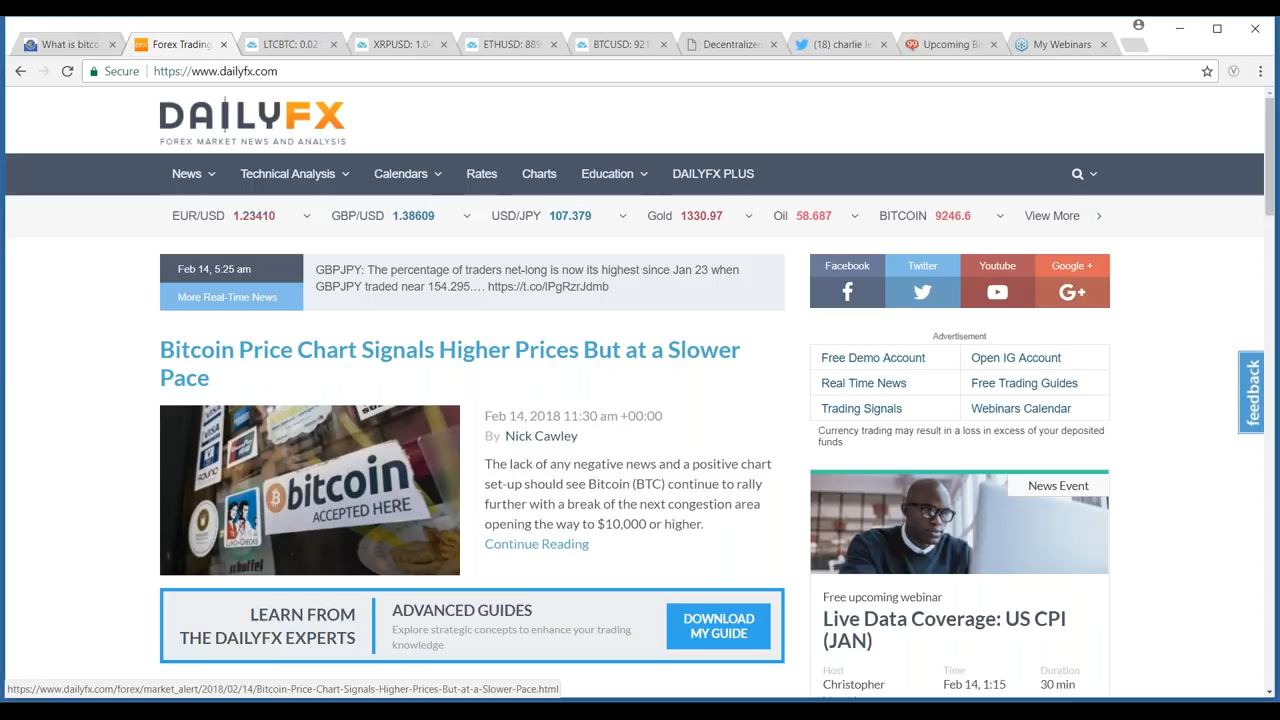 What is bitco
Forex Trading
LTCBTC: 0.02
XRPUSD: 1.0
ETHUSD: 889
BTCUSD: 921
Decentralize
(18) charlie le
Upcoming B
My Webinars
Secure
https://www.dailyfx.com
DAILYFX
FOREX MARKET NEWS AND ANALYSIS
News Technical Analysis Calendars Rates Charts Education DAILYFX PLUS
EUR/USD 1.23410 GBP/USD 1.38609 USD/JPY 107.379 Gold 1330.97 Oil 58.687 BITCOIN 9246.6 View More
Feb 14, 5:25 am
More Real-Time News
GBPJPY: The percentage of traders net-long is now its highest since Jan 23 when
GBPJPY traded near 154.295…. https://t.co/lPgRzrJdmb
Facebook Twitter Youtube Google +
Bitcoin Price Chart Signals Higher Prices But at a Slower
Pace
VISA
bitcoin
ACCEPTED HERE
Feb 14, 2018 11:30 am +00:00
By Nick Cawley
The lack of any negative news and a positive chart
set-up should see Bitcoin (BTC) continue to rally
further with a break of the next congestion area
opening the way to $10,000 or higher.
Continue Reading
LEARN FROM
THE DAILYFX EXPERTS
ADVANCED GUIDES
Explore strategic concepts to enhance your trading
knowledge
DOWNLOAD
MY GUIDE
Advertisement
Free Demo Account Open IG Account
Real Time News Free Trading Guides
Trading Signals Webinars Calendar
Currency trading may result in a loss in excess of your deposited
funds.
feedback
News Event
Free upcoming webinar
Live Data Coverage: US CPI
(JAN)
Host Time Duration
Christopher Feb 14, 1:15 30 min
https://www.dailyfx.com/forex/market_alert/2018/02/14/Bitcoin-Price-Chart-Signals-Higher-Prices-But-at-a-Slower-Pace.html